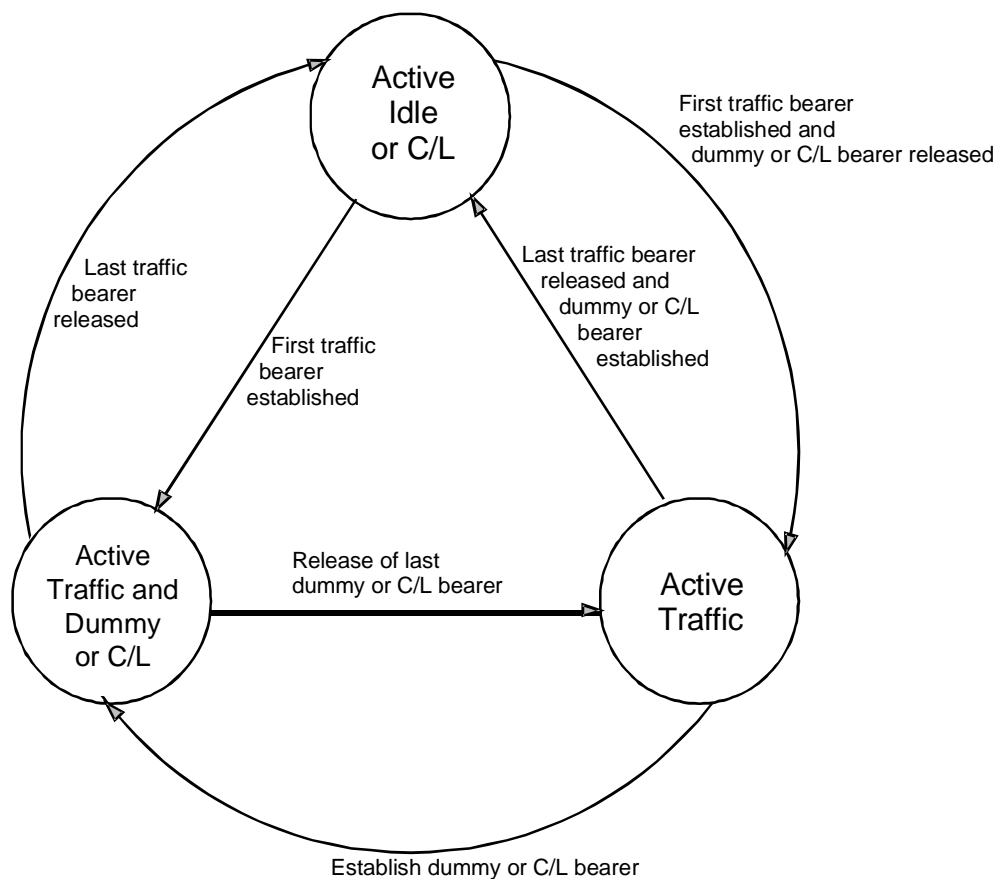 Active
Idle
or C/L
First traffic bearer
established and
dummy or C/L bearer released
Last traffic
bearer
released
Last traffic bearer
released and
dummy or C/L
bearer
established
First traffic
bearer
established
Active
Traffic and
Dummy
or C/L
Release of last
dummy or C/L bearer
Active
Traffic
Establish dummy or C/L bearer